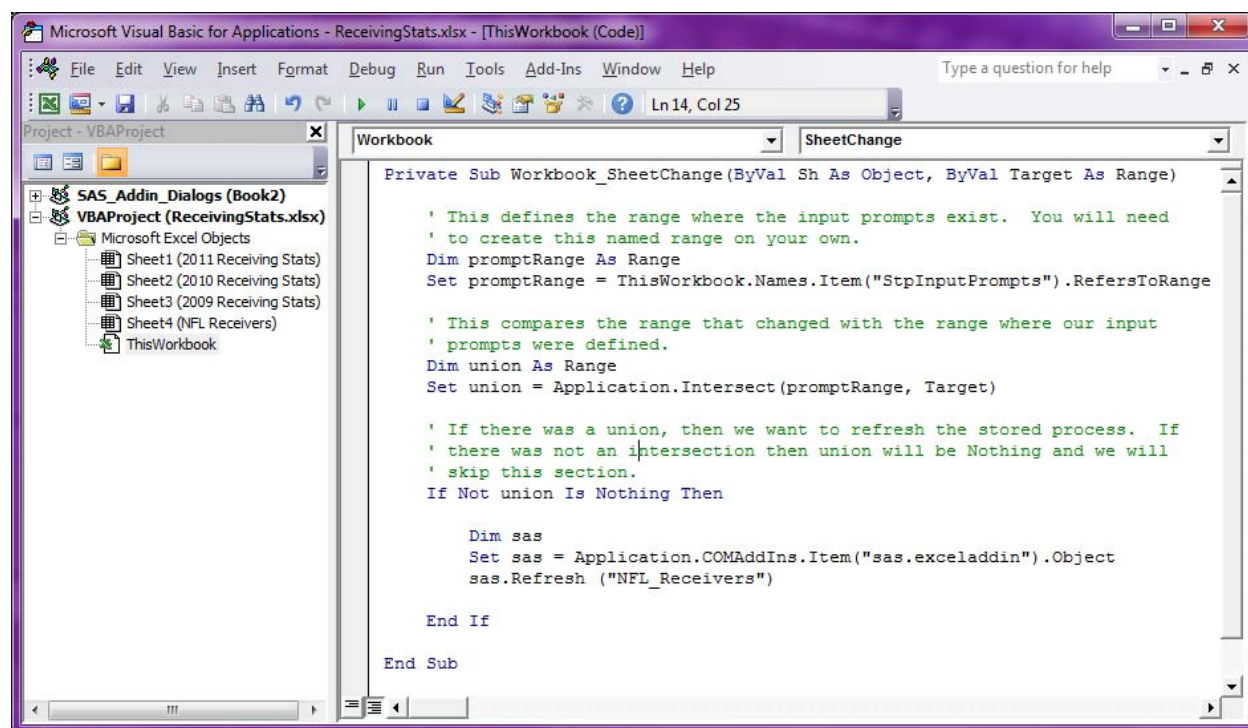 Microsoft Visual Basic for Applications - ReceivingStats.xlsx - [ThisWorkbook (Code)]
File Edit View Insert Format Debug Run Tools Add-Ins Window Help Type a question for help
Ln 14, Col 25
Project - VBAProject
Workbook SheetChange
SAS_Addin_Dialogs (Book2)
VBAProject (ReceivingStats.xlsx)
Microsoft Excel Objects
Sheet1 (2011 Receiving Stats)
Sheet2 (2010 Receiving Stats)
Sheet3 (2009 Receiving Stats)
Sheet4 (NFL Receivers)
ThisWorkbook
Private Sub Workbook_SheetChange(ByVal Sh As Object, ByVal Target As Range)
' This defines the range where the input prompts exist.  You will need
' to create this named range on your own.
Dim promptRange As Range
Set promptRange = ThisWorkbook.Names.Item("StpInputPrompts").RefersToRange
' This compares the range that changed with the range where our input
' prompts were defined.
Dim union As Range
Set union = Application.Intersect(promptRange, Target)
' If there was a union, then we want to refresh the stored process.  If
' there was not an intersection then union will be Nothing and we will
' skip this section.
If Not union Is Nothing Then
Dim sas
Set sas = Application.COMAddIns.Item("sas.exceladdin").Object
sas.Refresh ("NFL_Receivers")
End If
End Sub